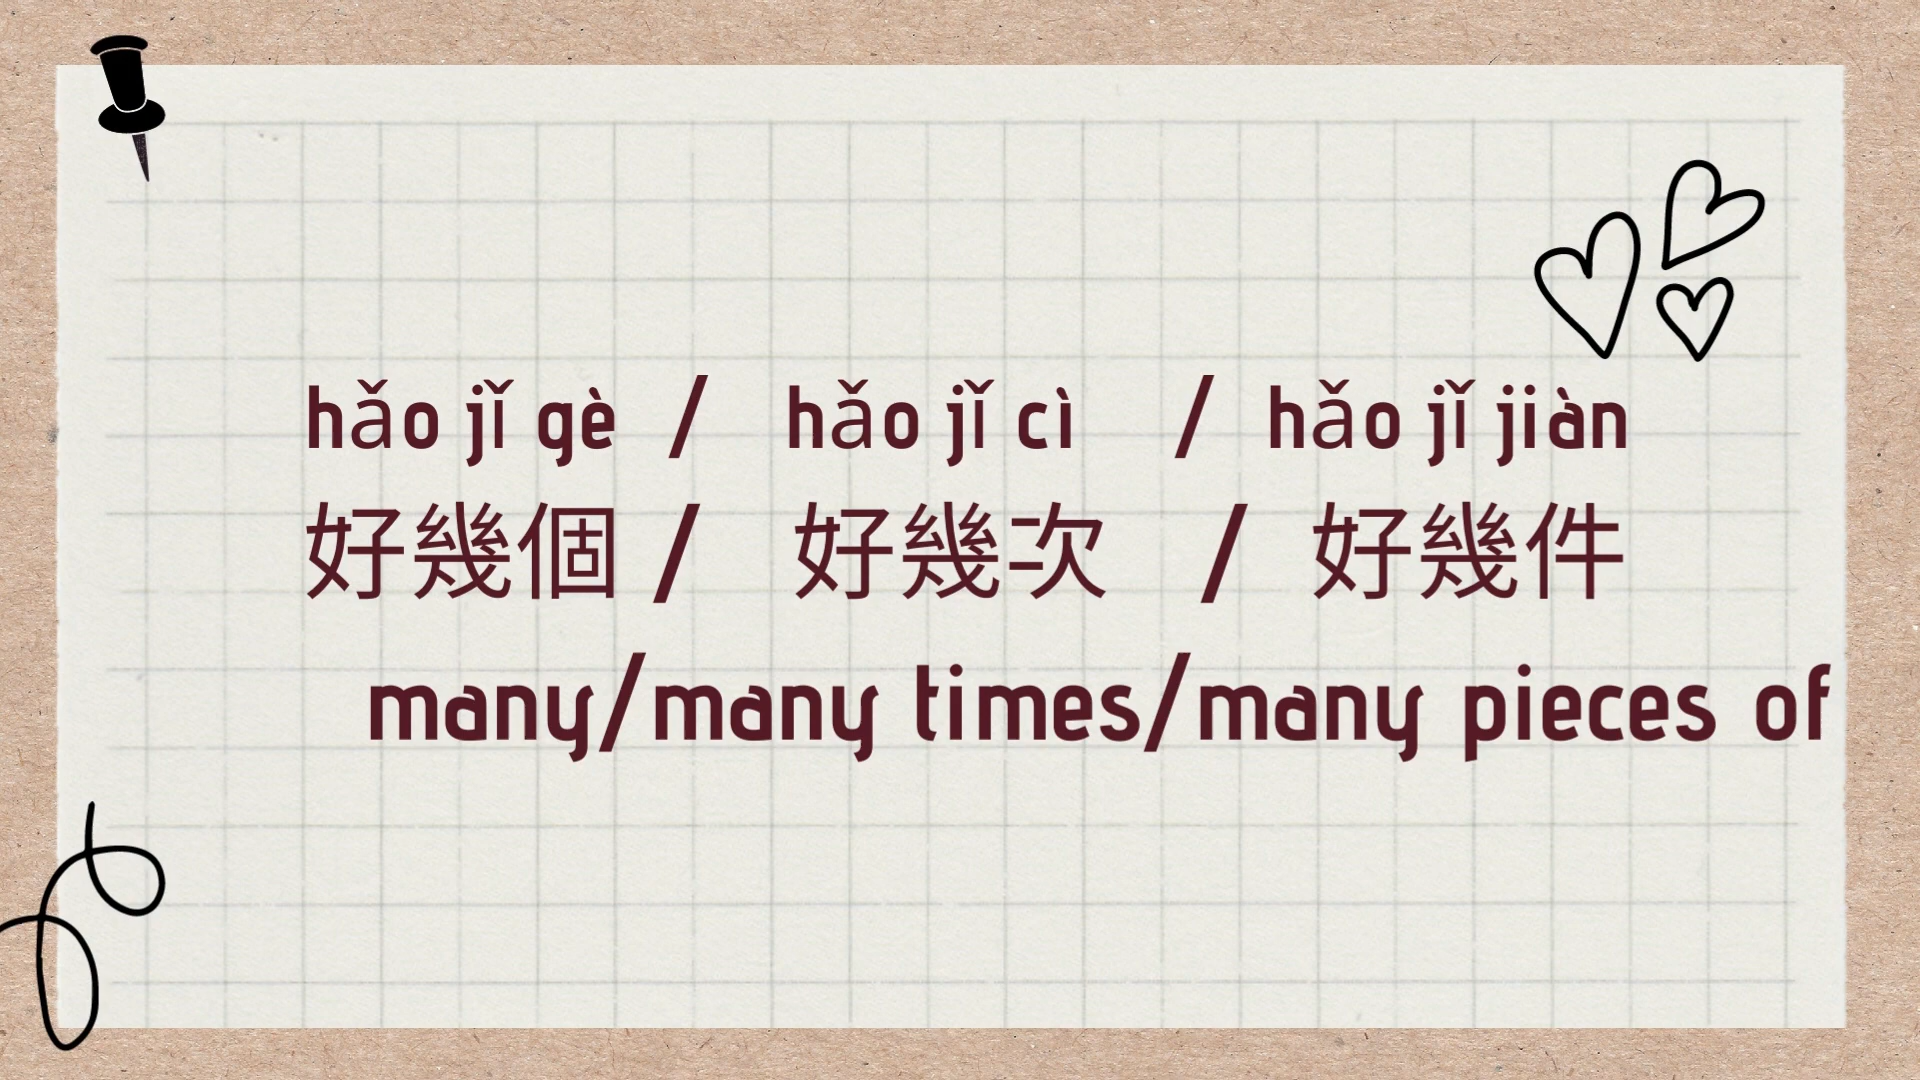 hǎo jǐ gè / hǎo jǐ cì / hǎo jǐ jiàn
好幾個 / 好幾次 / 好幾件
many/many times/many pieces of